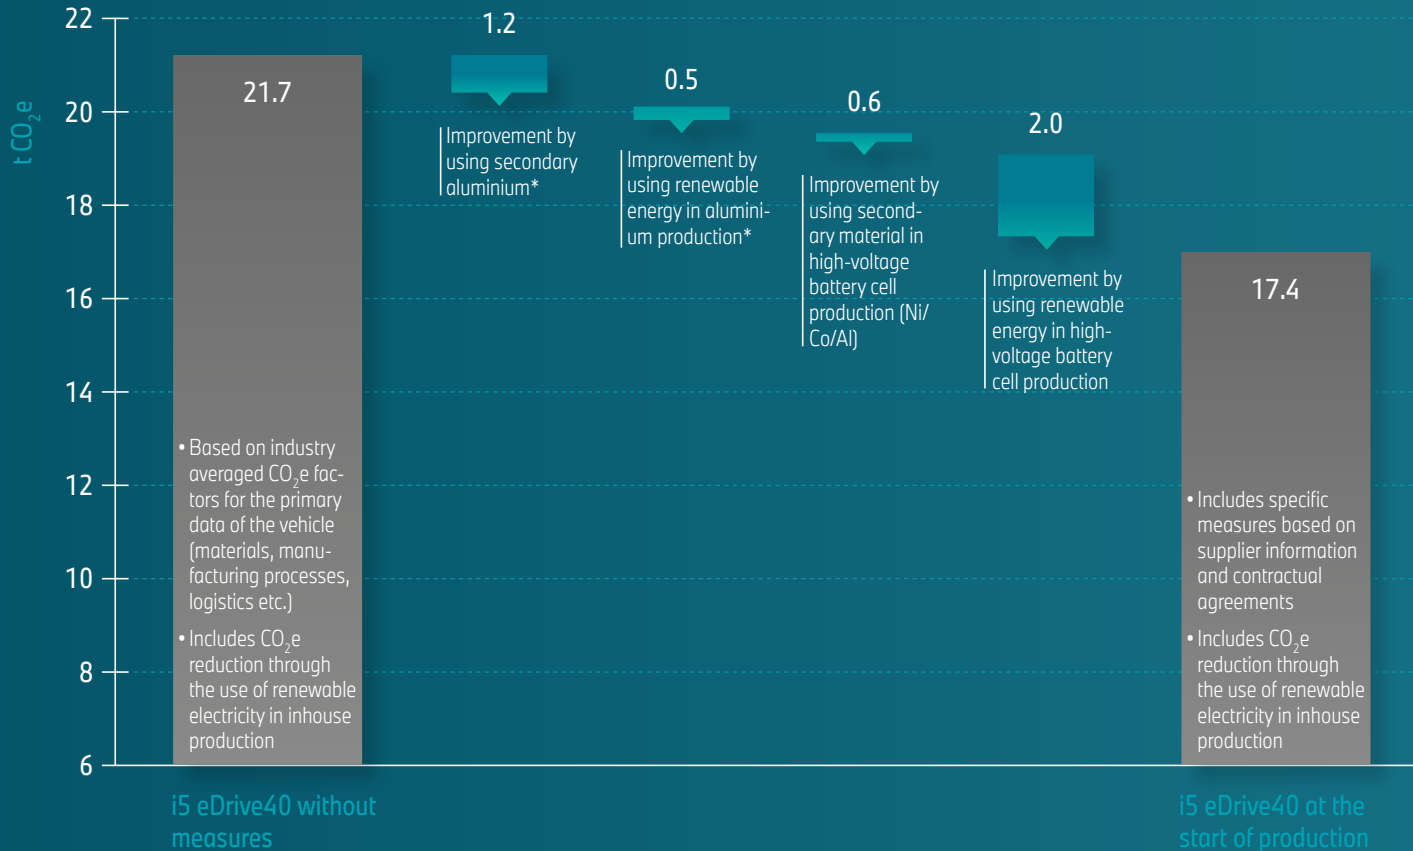 t CO₂e
22
20
18
16
14
12
10
8
6
21.7
• Based on industry
averaged CO₂e fac-
tors for the primary
data of the vehicle
(materials, manu-
facturing processes,
logistics etc.)
• Includes CO₂e
reduction through
the use of renewable
electricity in inhouse
production
i5 eDrive40 without
measures
1.2
Improvement by
using secondary
aluminium*
0.5
Improvement by
using renewable
energy in alumini-
um production*
0.6
Improvement by
using second-
ary material in
high-voltage
battery cell
production (Ni/
Co/Al)
2.0
Improvement by
using renewable
energy in high-
voltage battery
cell production
17.4
• Includes specific
measures based on
supplier information
and contractual
agreements
• Includes CO₂e
reduction through
the use of renewable
electricity in inhouse
production
i5 eDrive40 at the
start of production